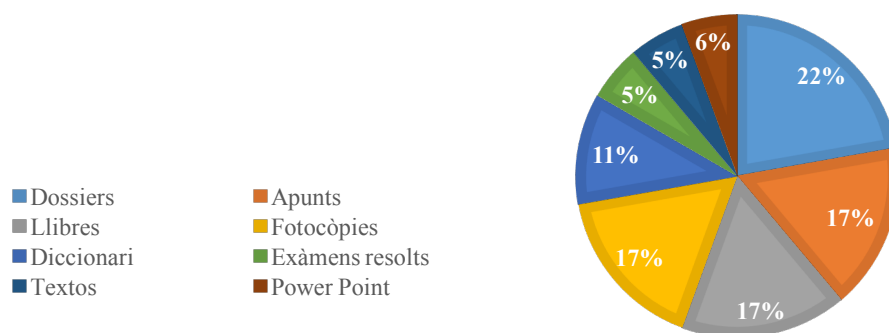 6%
5%
22%
5%
11%
Dossiers
Apunts
17%
Llibres
Fotocòpies
17%
Diccionari
Exàmens resolts
Textos
Power Point
17%